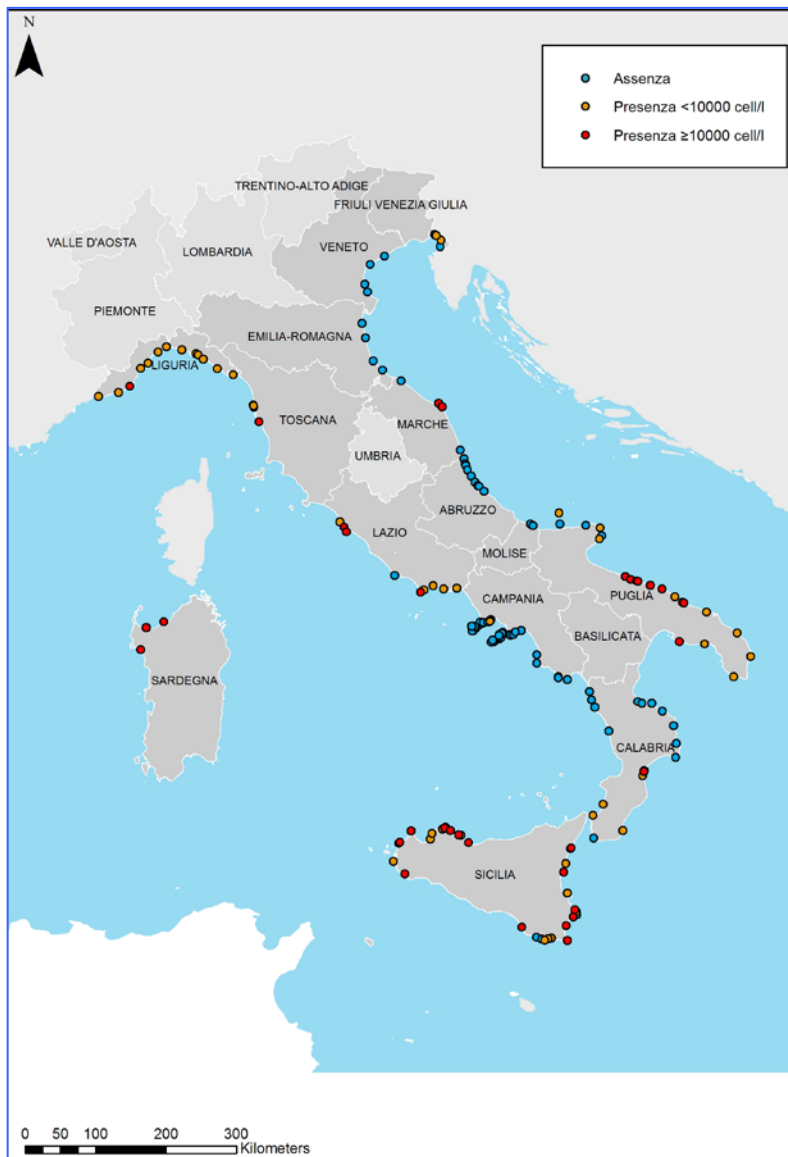 N
Assenza
Presenza <10000 cell/l
Presenza ≥10000 cell/l
TRENTINO-ALTO ADIGE
FRIULI VENEZIA GIULIA
VALLE D'AOSTA
LOMBARDIA
VENETO
PIEMONTE
EMILIA-ROMAGNA
LIGURIA
TOSCANA
MARCHE
UMBRIA
ABRUZZO
LAZIO
MOLISE
CAMPANIA
PUGLIA
BASILICATA
SARDEGNA
CALABRIA
SICILIA
0 50 100 200 300
Kilometers